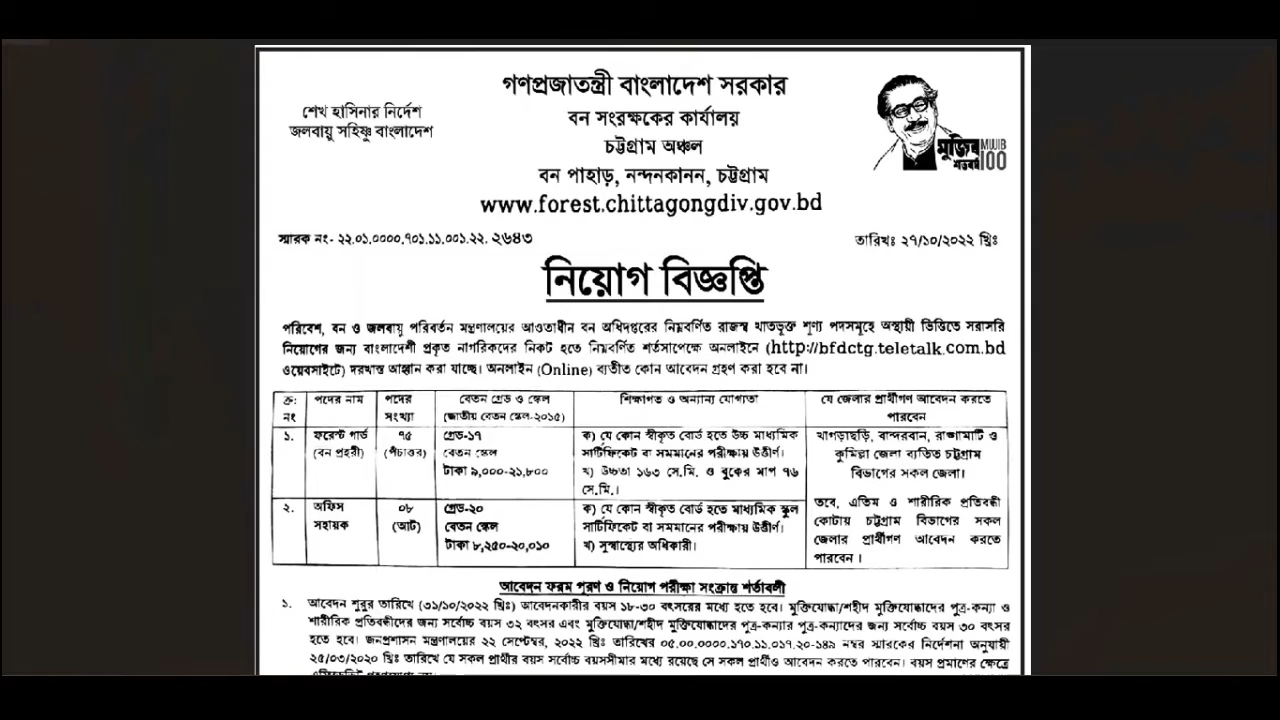 গণপ্রজাতন্ত্রী বাংলাদেশ সরকার
শেখ হাসিনার নির্দেশ
জলবায়ু সহিষ্ণু বাংলাদেশ
বন সংরক্ষকের কার্যালয়
চট্টগ্রাম অঞ্চল
বন পাহাড়, নন্দনকানন, চট্টগ্রাম
www.forest.chittagongdiv.gov.bd
মুজিব
শতবর্ষ
MUJIB
100
স্মারক নং- ২২.০১.০০০০.৭০১.১১.০০১.২২. ২৬৪৩
তারিখঃ ২৭/১০/২০২২ খ্রিঃ
নিয়োগ বিজ্ঞপ্তি
পরিবেশ, বন ও জলবায়ু পরিবর্তন মন্ত্রণালয়ের আওতাধীন বন অধিদপ্তরের নিম্নবর্ণিত রাজস্ব খাতভূক্ত শূণ্য পদসমূহে অস্থায়ী ভিত্তিতে সরাসরি
নিয়োগের জন্য বাংলাদেশী প্রকৃত নাগরিকদের নিকট হতে নিম্নবর্ণিত শর্তসাপেক্ষে অনলাইনে (http://bfdctg.teletalk.com.bd
ওয়েবসাইটে) দরখাস্ত আহ্বান করা যাচ্ছে। অনলাইন (Online) ব্যতীত কোন আবেদন গ্রহণ করা হবে না।
ক্র: নং
পদের নাম
পদের সংখ্যা
বেতন গ্রেড ও স্কেল
(জাতীয় বেতন স্কেল-২০১৫)
শিক্ষাগত ও অন্যান্য যোগ্যতা
যে জেলার প্রার্থীগণ আবেদন করতে
পারবেন
১.
ফরেস্ট গার্ড
(বন প্রহরী)
৭৫
(পঁচাত্তর)
গ্রেড-১৭
বেতন স্কেল
টাকা ৯,০০০-২১,৮০০
ক) যে কোন স্বীকৃত বোর্ড হতে উচ্চ মাধ্যমিক
সার্টিফিকেট বা সমমানের পরীক্ষায় উত্তীর্ণ।
খ) উচ্চতা ১৬৩ সে.মি. ও বুকের মাপ ৭৬
সে.মি.।
খাগড়াছড়ি, বান্দরবান, রাঙ্গামাটি ও
কুমিল্লা জেলা ব্যতিত চট্টগ্রাম
বিভাগের সকল জেলা।
২.
অফিস
সহায়ক
০৮
(আট)
গ্রেড-২০
বেতন স্কেল
টাকা ৮,২৫০-২০,০১০
ক) যে কোন স্বীকৃত বোর্ড হতে মাধ্যমিক স্কুল
সার্টিফিকেট বা সমমানের পরীক্ষায় উত্তীর্ণ।
খ) সুস্বাস্থ্যের অধিকারী।
তবে, এতিম ও শারীরিক প্রতিবন্ধী
কোটায় চট্টগ্রাম বিভাগের সকল
জেলার প্রার্থীগণ আবেদন করতে
পারবেন।
আবেদন ফরম পূরণ ও নিয়োগ পরীক্ষা সংক্রান্ত শর্তাবলী
১. আবেদন শুরুর তারিখে (৩১/১০/২০২২ খ্রিঃ) আবেদনকারীর বয়স ১৮-৩০ বৎসরের মধ্যে হতে হবে। মুক্তিযোদ্ধা/শহীদ মুক্তিযোদ্ধাদের পুত্র-কন্যা ও
শারীরিক প্রতিবন্ধীদের জন্য সর্বোচ্চ বয়স ৩২ বৎসর এবং মুক্তিযোদ্ধা/শহীদ মুক্তিযোদ্ধাদের পুত্র-কন্যার পুত্র-কন্যাদের জন্য সর্বোচ্চ বয়স ৩০ বৎসর
হতে হবে। জনপ্রশাসন মন্ত্রণালয়ের ২২ সেপ্টেম্বর, ২০২২ খ্রিঃ তারিখের ০৫.০০.০০০০.১৭০.১১.০১৭.২০-১৪৯ নম্বর স্মারকের নির্দেশনা অনুযায়ী
২৫/০৩/২০২০ খ্রিঃ তারিখে যে সকল প্রার্থীর বয়স সর্বোচ্চ বয়সসীমার মধ্যে রয়েছে সে সকল প্রার্থীও আবেদন করতে পারবেন। বয়স প্রমাণের ক্ষেত্রে